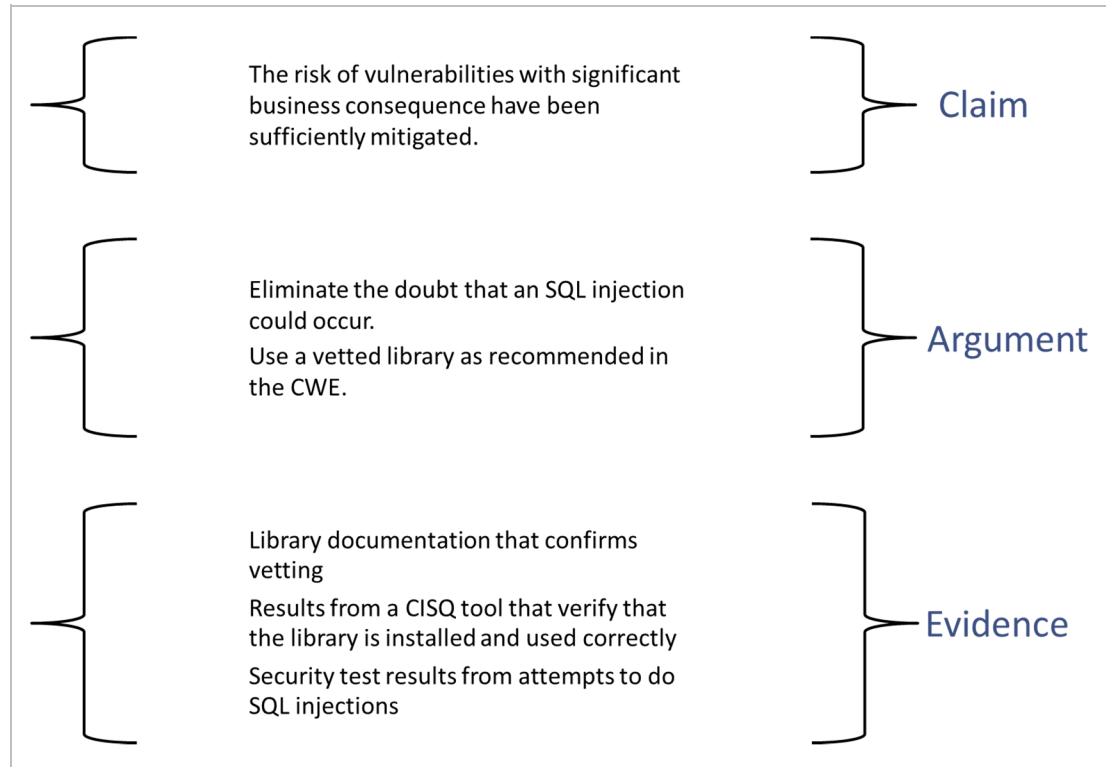 The risk of vulnerabilities with significant
business consequence have been
sufficiently mitigated.
Claim
Eliminate the doubt that an SQL injection
could occur.
Use a vetted library as recommended in
the CWE.
Argument
Library documentation that confirms
vetting
Results from a CISQ tool that verify that
the library is installed and used correctly
Security test results from attempts to do
SQL injections
Evidence